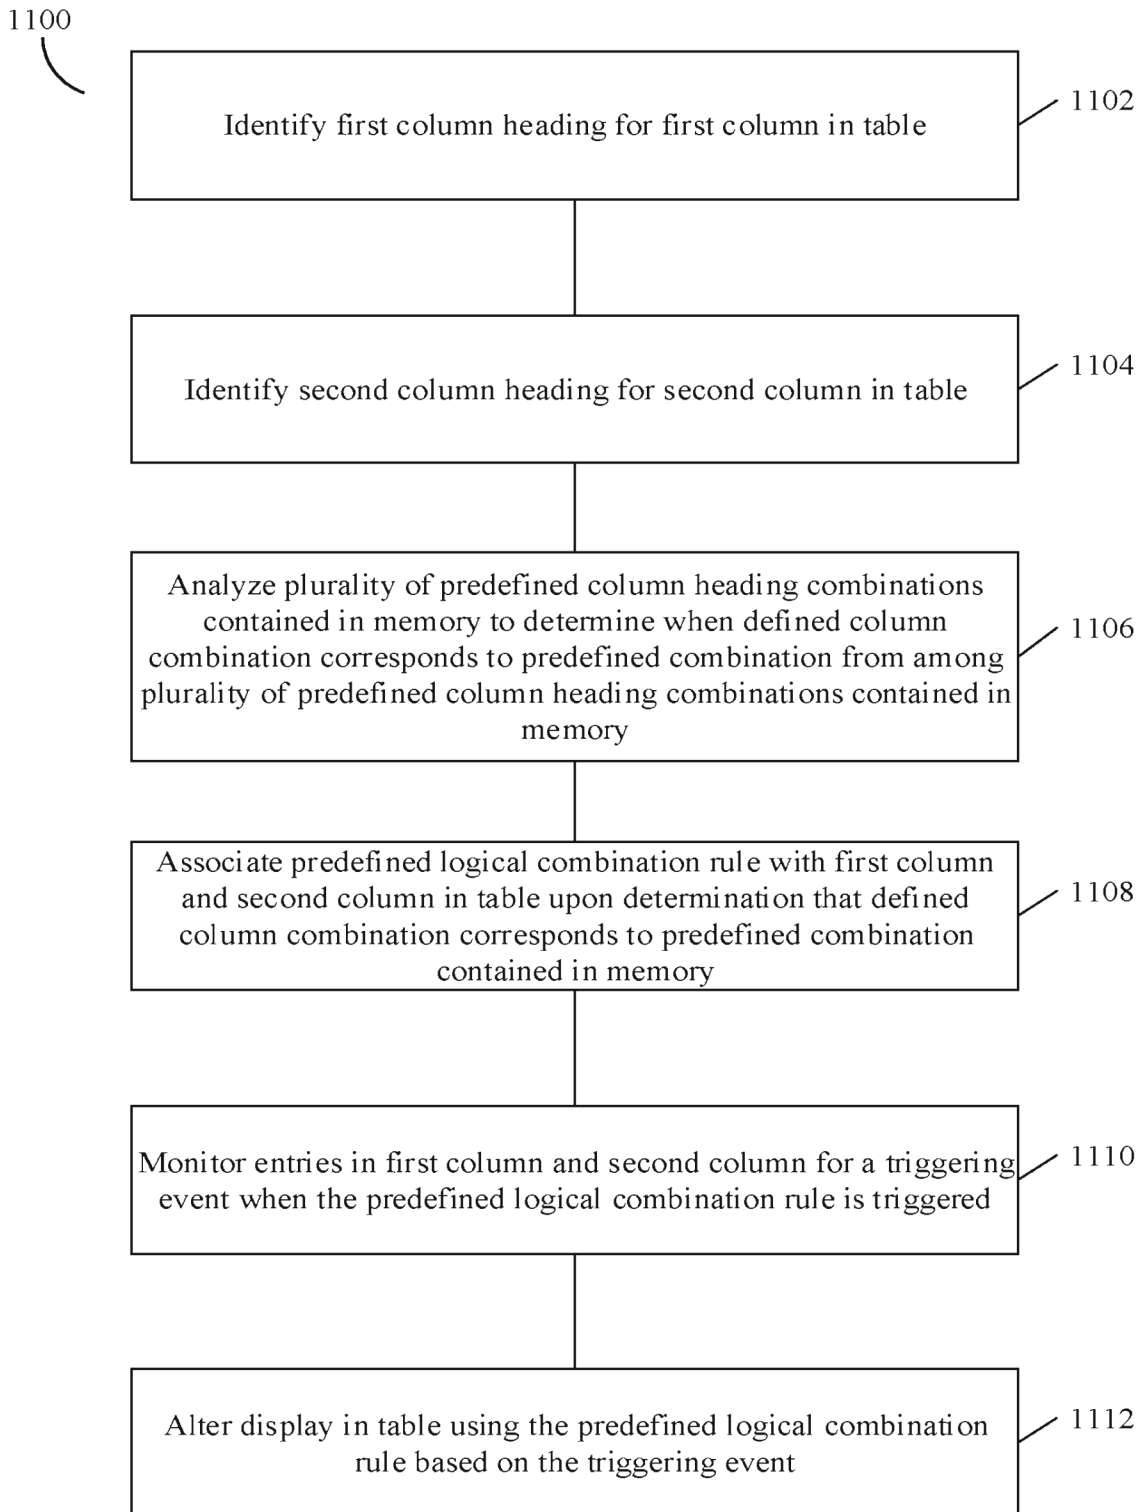 1100
Identify first column heading for first column in table
1102
Identify second column heading for second column in table
1104
Analyze plurality of predefined column heading combinations
contained in memory to determine when defined column
combination corresponds to predefined combination from among
plurality of predefined column heading combinations contained in
memory
1106
Associate predefined logical combination rule with first column
and second column in table upon determination that defined
column combination corresponds to predefined combination
contained in memory
1108
Monitor entries in first column and second column for a triggering
event when the predefined logical combination rule is triggered
1110
Alter display in table using the predefined logical combination
rule based on the triggering event
1112